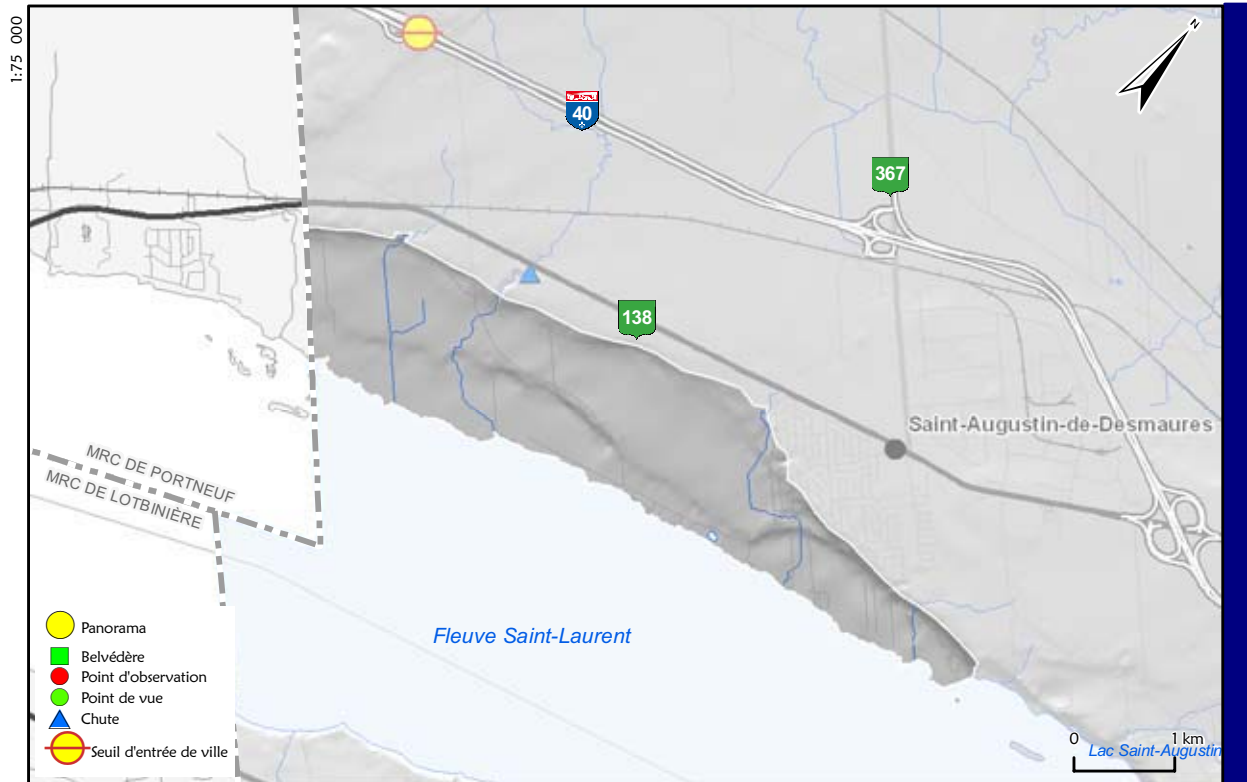 1:75 000
N
40
367
138
Saint-Augustin-de-Desmaures
MRC DE PORTNEUF
MRC DE LOTBINIÈRE
Fleuve Saint-Laurent
Panorama
Belvédère
Point d'observation
Point de vue
Chute
Seuil d'entrée de ville
0 1 km
Lac Saint-Augustin